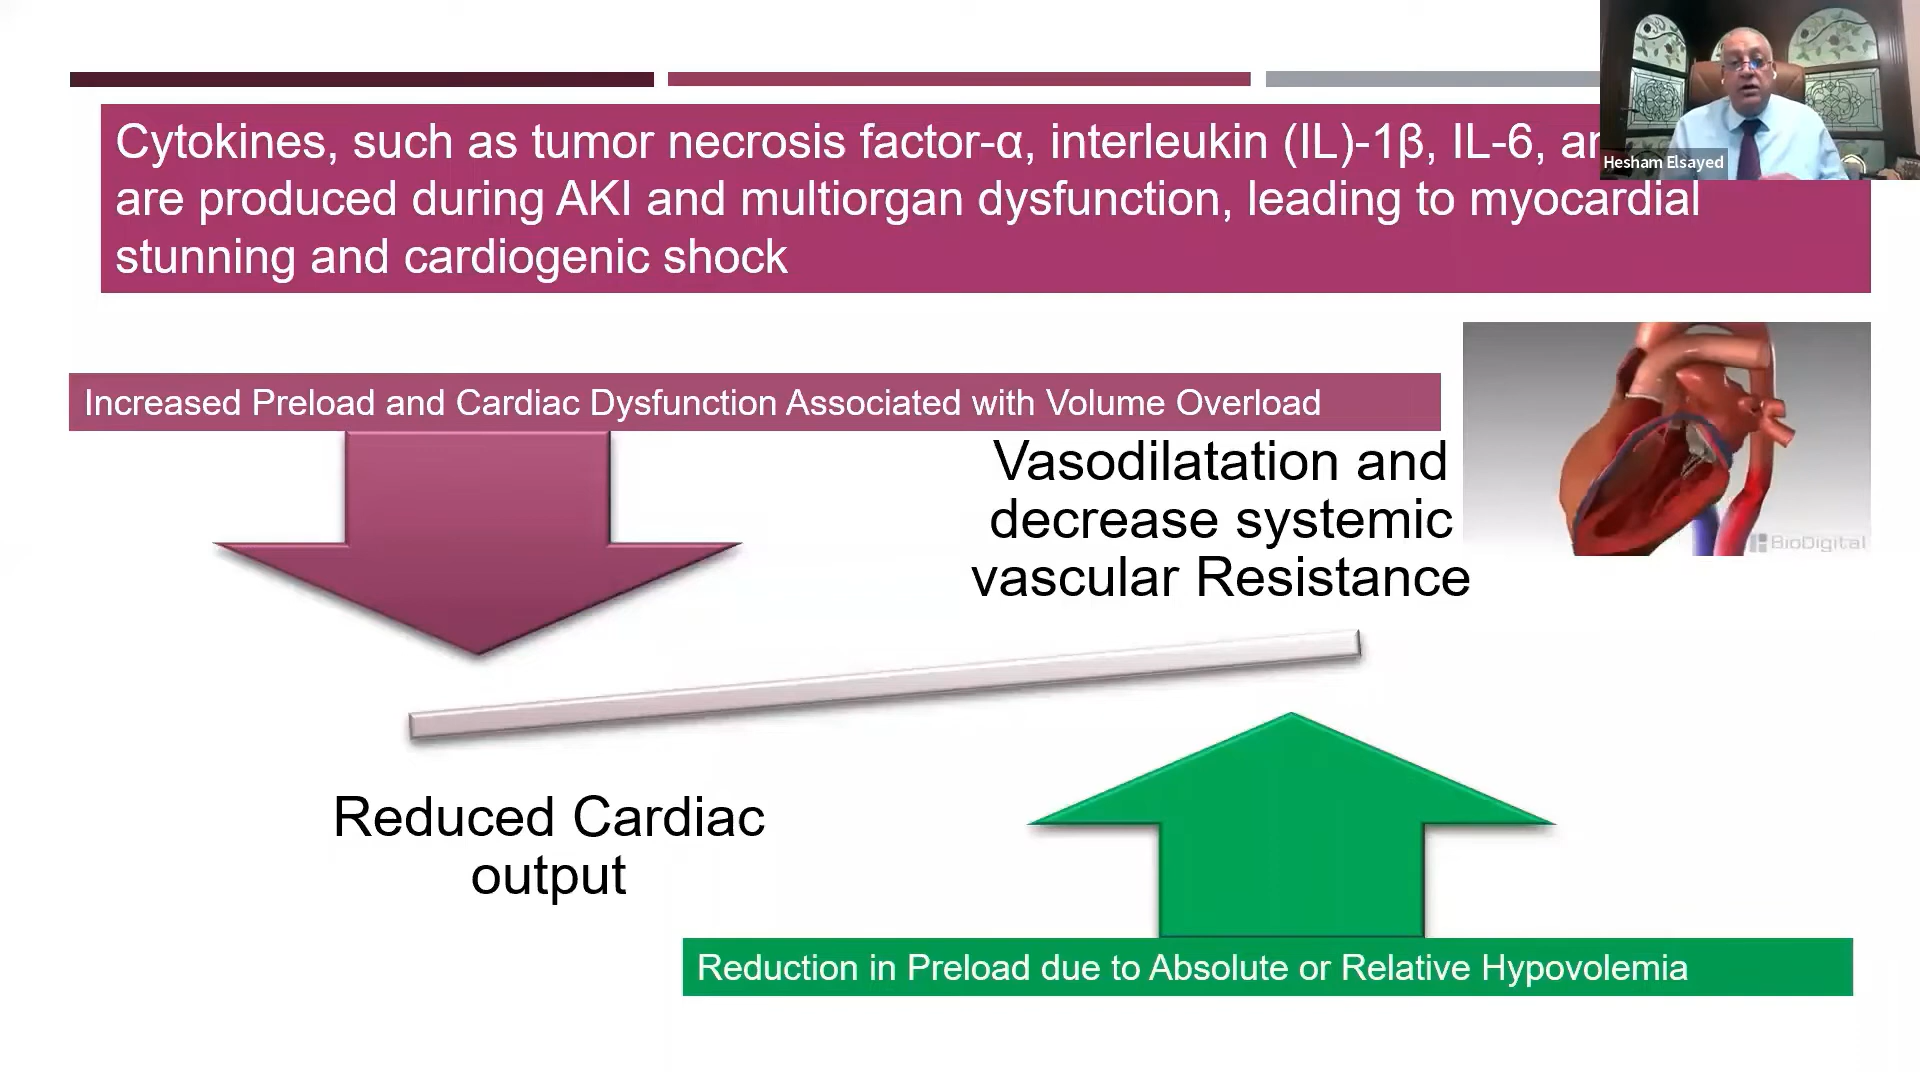 Cytokines, such as tumor necrosis factor-α, interleukin (IL)-1β, IL-6,
are produced during AKI and multiorgan dysfunction, leading to myocardial
stunning and cardiogenic shock
Hesham Elsayed
Increased Preload and Cardiac Dysfunction Associated with Volume Overload
Vasodilatation and
decrease systemic
vascular Resistance
BioDigital
Reduced Cardiac
output
Reduction in Preload due to Absolute or Relative Hypovolemia